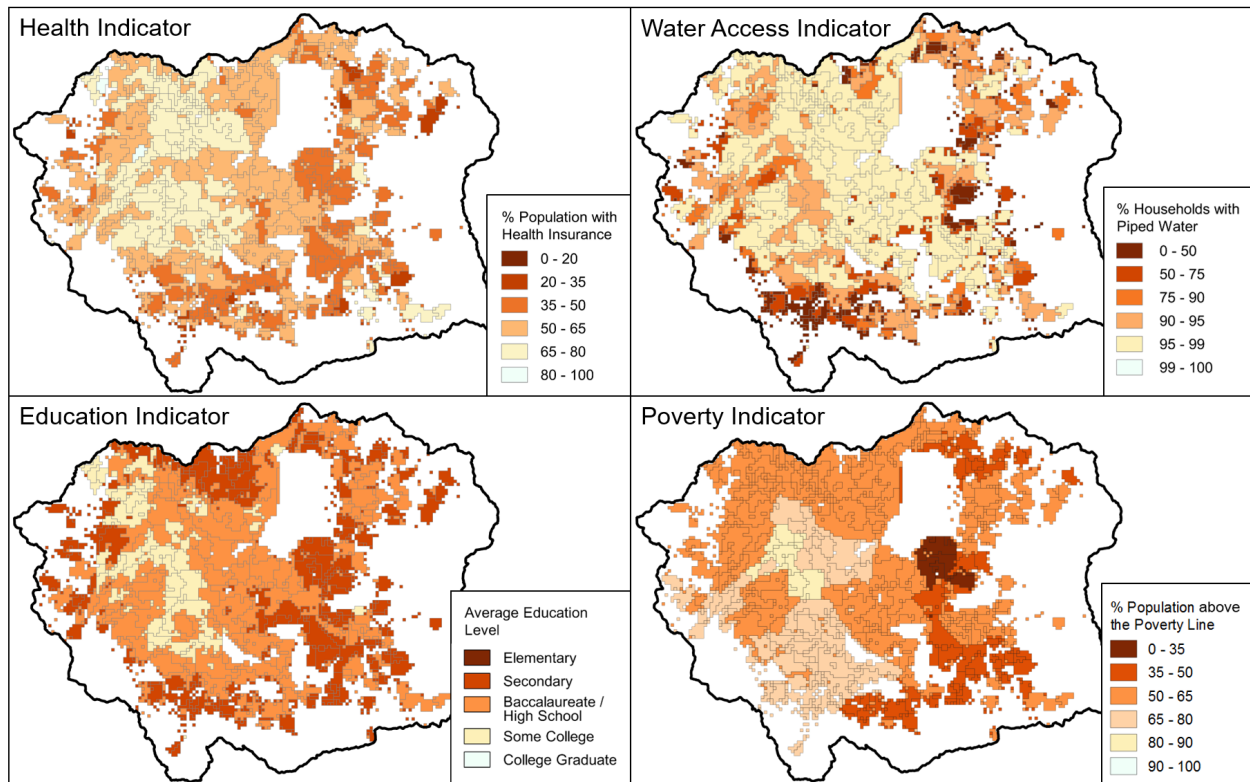 Health Indicator
% Population with
Health Insurance
0 - 20
20 - 35
35 - 50
50 - 65
65 - 80
80 - 100
Water Access Indicator
% Households with
Piped Water
0 - 50
50 - 75
75 - 90
90 - 95
95 - 99
99 - 100
Education Indicator
Average Education
Level
Elementary
Secondary
Baccalaureate /
High School
Some College
College Graduate
Poverty Indicator
% Population above
the Poverty Line
0 - 35
35 - 50
50 - 65
65 - 80
80 - 90
90 - 100